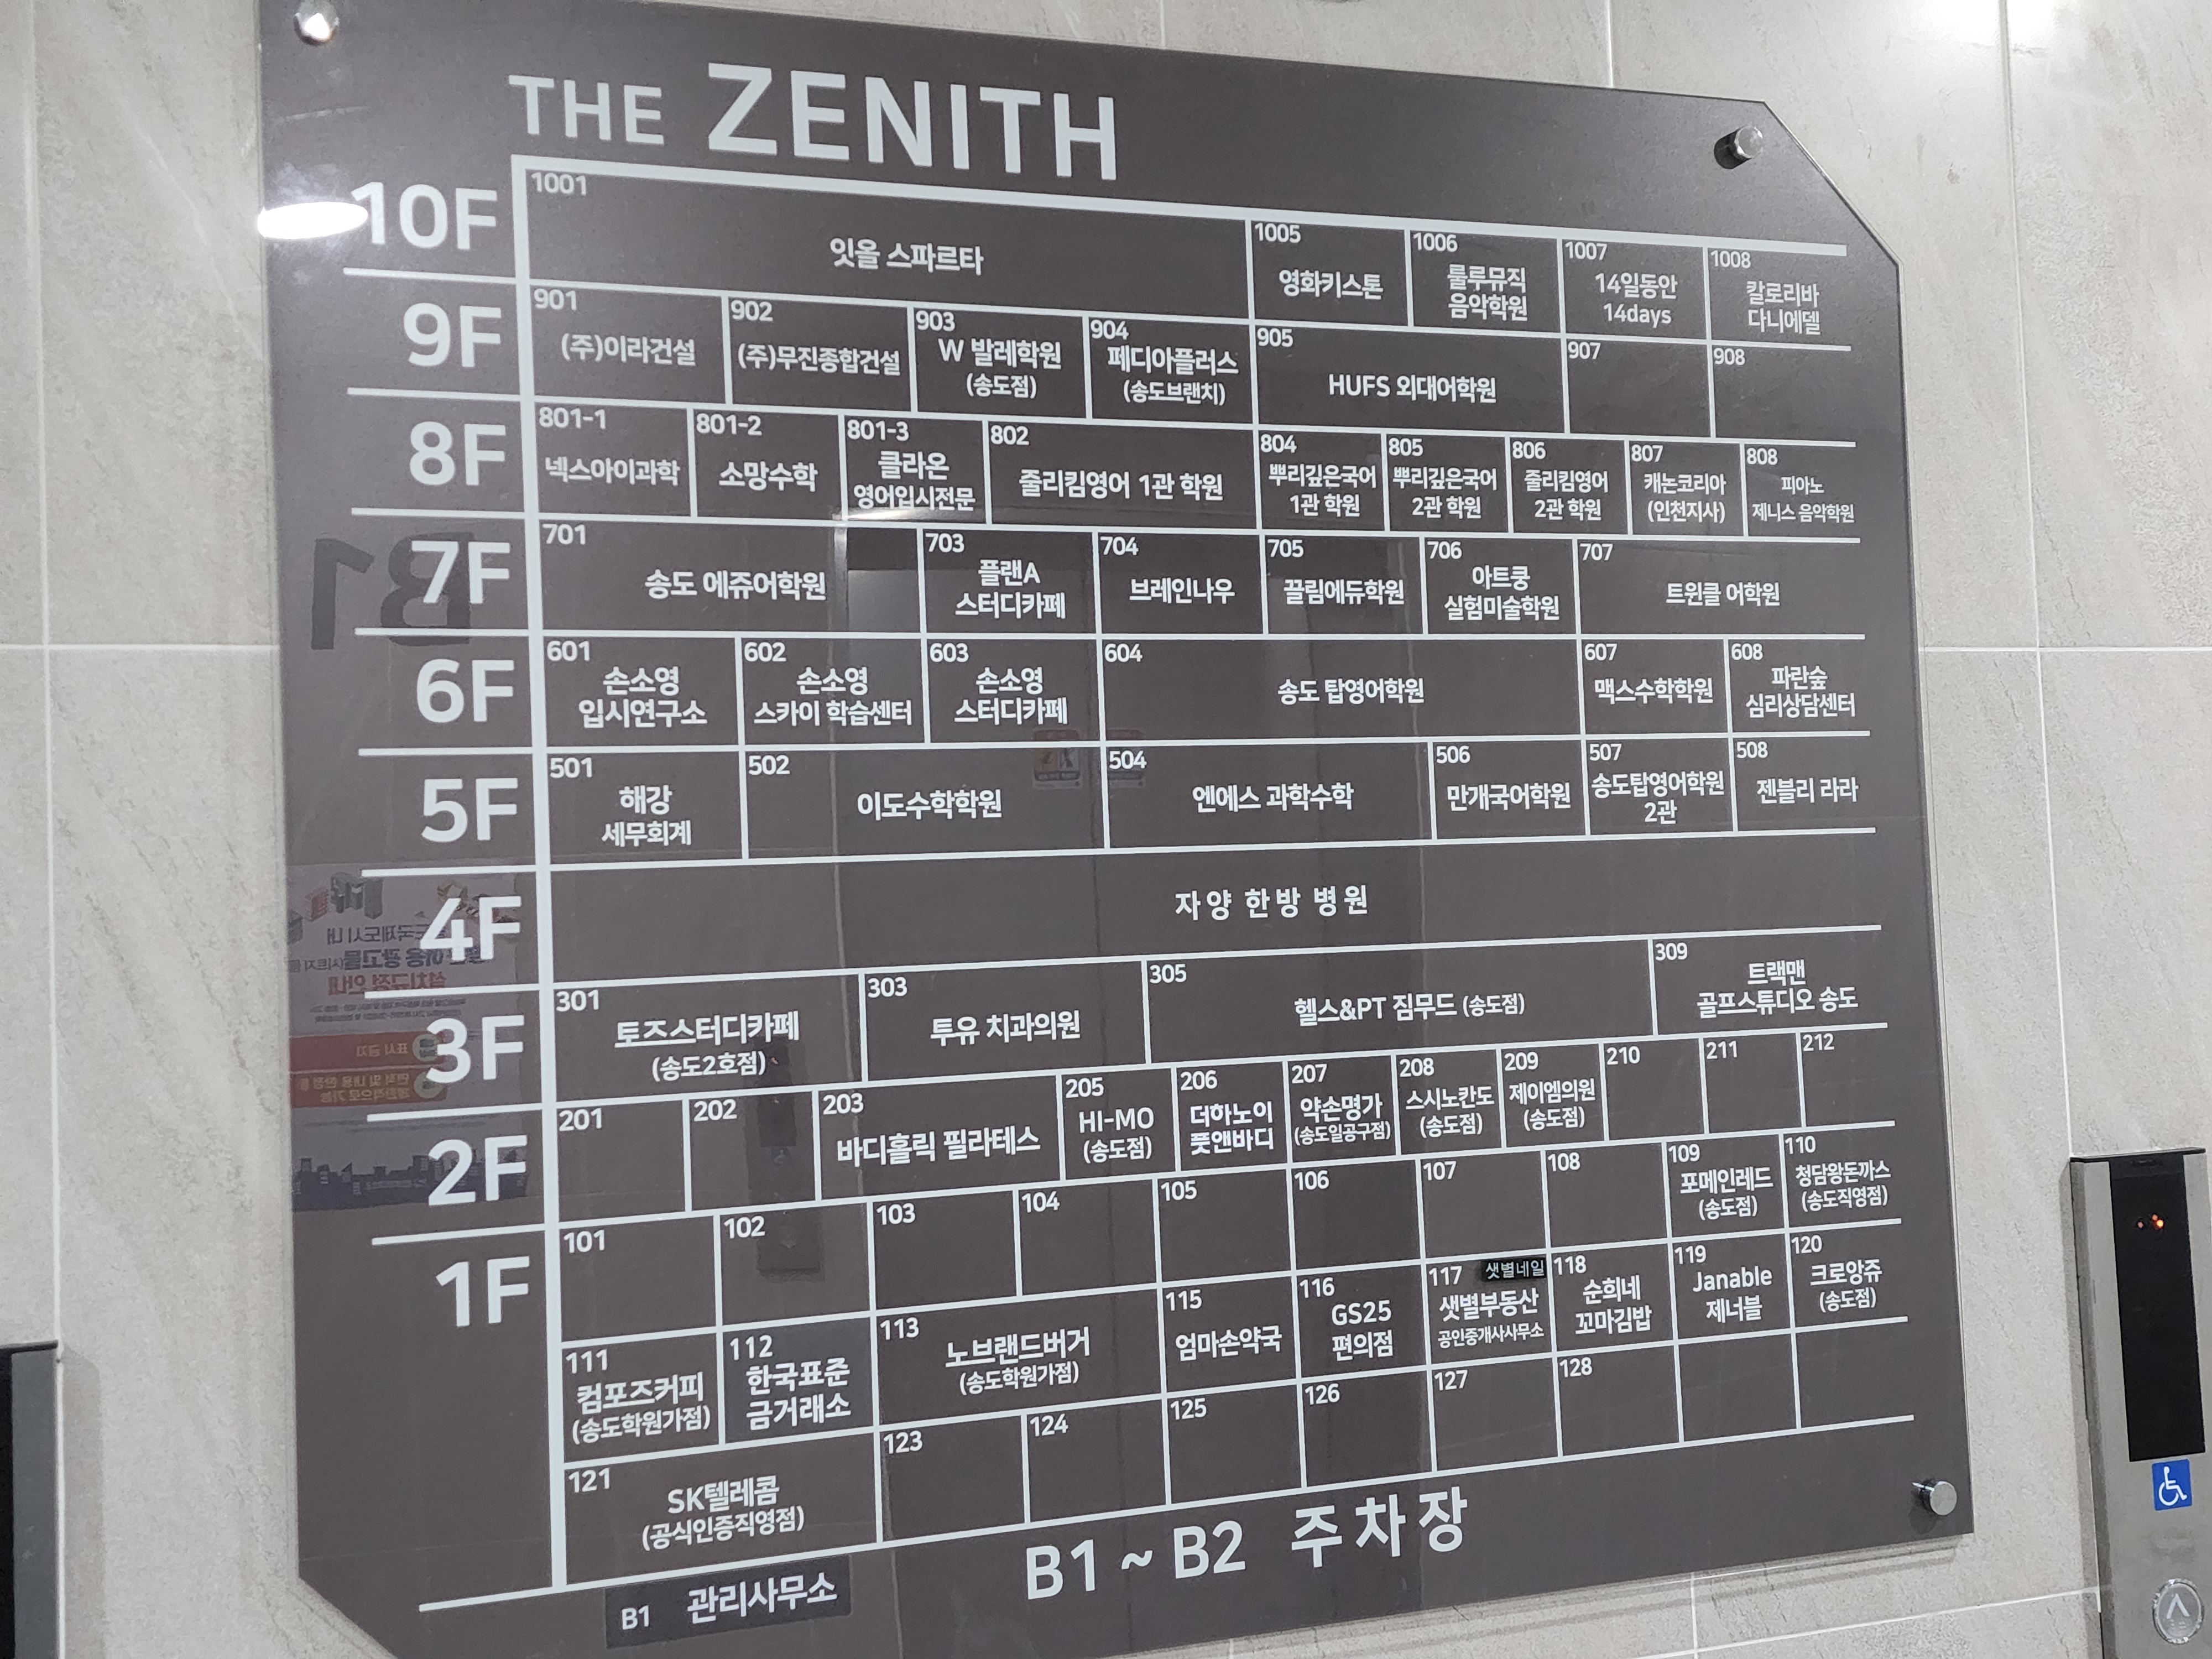 THE ZENITH
10F
1001
잇올 스파르타
1005
영화키스톤
1006
룰루뮤직
음악학원
1007
14일동안
14days
1008
칼로리바
다니에델
9F
901
(주)이라건설
902
(주)무진종합건설
903
W 발레학원
(송도점)
904
페디아플러스
(송도브랜치)
905
HUFS 외대어학원
907
908
8F
801-1
넥스아이과학
801-2
소망수학
801-3
클라온
영어입시전문
802
줄리킴영어 1관 학원
804
뿌리깊은국어
1관 학원
805
뿌리깊은국어
2관 학원
806
줄리킴영어
2관 학원
807
캐논코리아
(인천지사)
808
피아노
제니스 음악학원
7F
701
송도 에쥬어학원
703
플랜A
스터디카페
704
브레인나우
705
끌림에듀학원
706
아트쿵
실험미술학원
707
트윈클 어학원
6F
601
손소영
입시연구소
602
손소영
스카이 학습센터
603
손소영
스터디카페
604
송도 탑영어학원
607
맥스수학학원
608
파란숲
심리상담센터
5F
501
해강
세무회계
502
이도수학학원
504
엔에스 과학수학
506
만개국어학원
507
송도탑영어학원
2관
508
젠블리 라라
4F
자양 한방 병원
3F
301
토즈스터디카페
(송도2호점)
303
투유 치과의원
305
헬스&PT 짐무드 (송도점)
309
트랙맨
골프스튜디오 송도
2F
201
202
203
바디홀릭 필라테스
205
HI-MO
(송도점)
206
더하노이
풋앤바디
207
약손명가
(송도일공구점)
208
스시노칸도
(송도점)
209
제이엠의원
(송도점)
210
211
212
1F
101
102
103
104
105
106
107
108
109
포메인레드
(송도점)
110
청담왕돈까스
(송도직영점)
111
컴포즈커피
(송도학원가점)
112
한국표준
금거래소
113
노브랜드버거
(송도학원가점)
115
엄마손약국
116
GS25
편의점
117
샛별네일
샛별부동산
공인중개사사무소
118
순희네
꼬마김밥
119
Janable
제너블
120
크로앙쥬
(송도점)
121
SK텔레콤
(공식인증직영점)
123
124
125
126
127
128
B1 관리사무소
B1 ~ B2 주차장